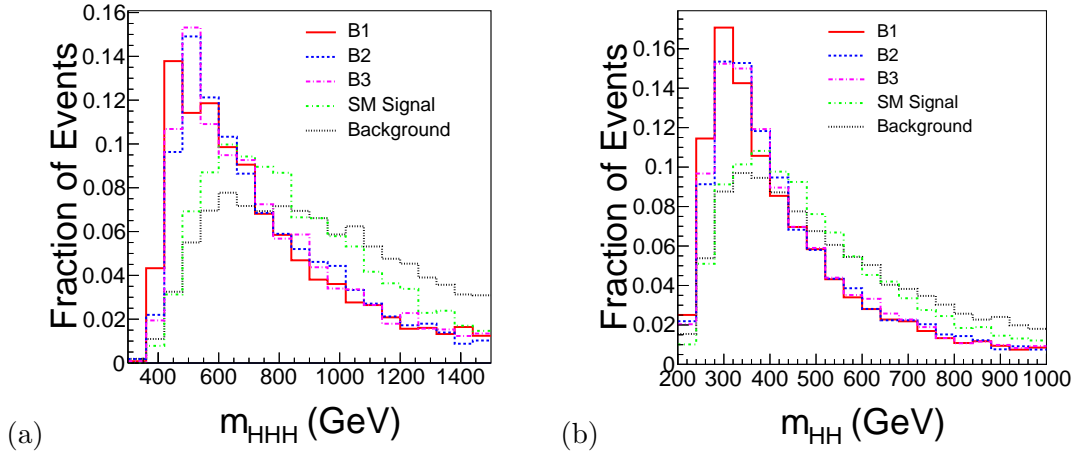 Fraction of Events
0.16
0.14
0.12
0.1
0.08
0.06
0.04
0.02
0
B1
B2
B3
SM Signal
Background
400 600 800 1000 1200 1400
m_HHH (GeV)
(a)
Fraction of Events
0.16
0.14
0.12
0.1
0.08
0.06
0.04
0.02
0
B1
B2
B3
SM Signal
Background
200 300 400 500 600 700 800 900 1000
m_HH (GeV)
(b)